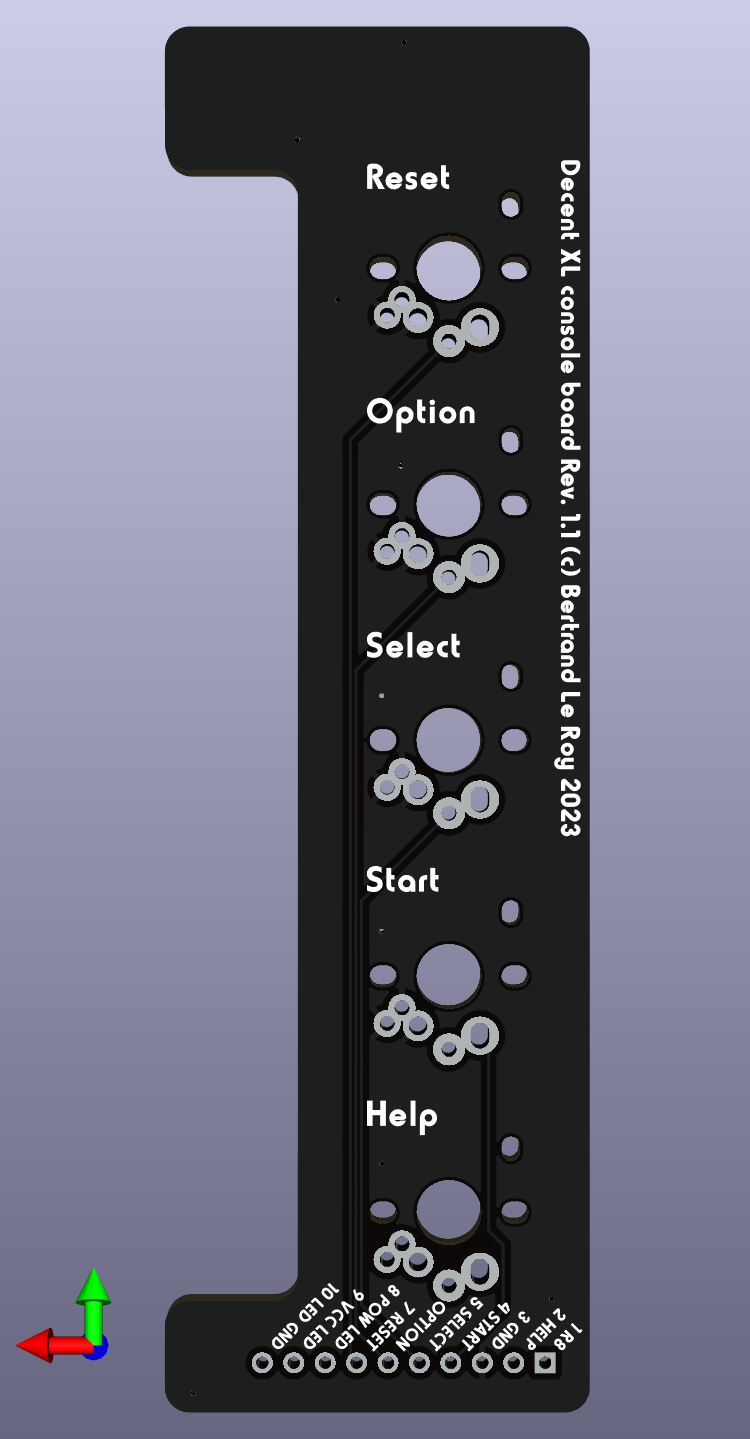 Reset
Option
Select
Start
Help
Decent XL console board Rev. 1.1 (c) Bertrand Le Roy 2023
10 LED GND
9 VCC LED
8 POW LED
7 RESET
OPTION
5 SELECT
4 START
3 GND
2 HELP
1 R8